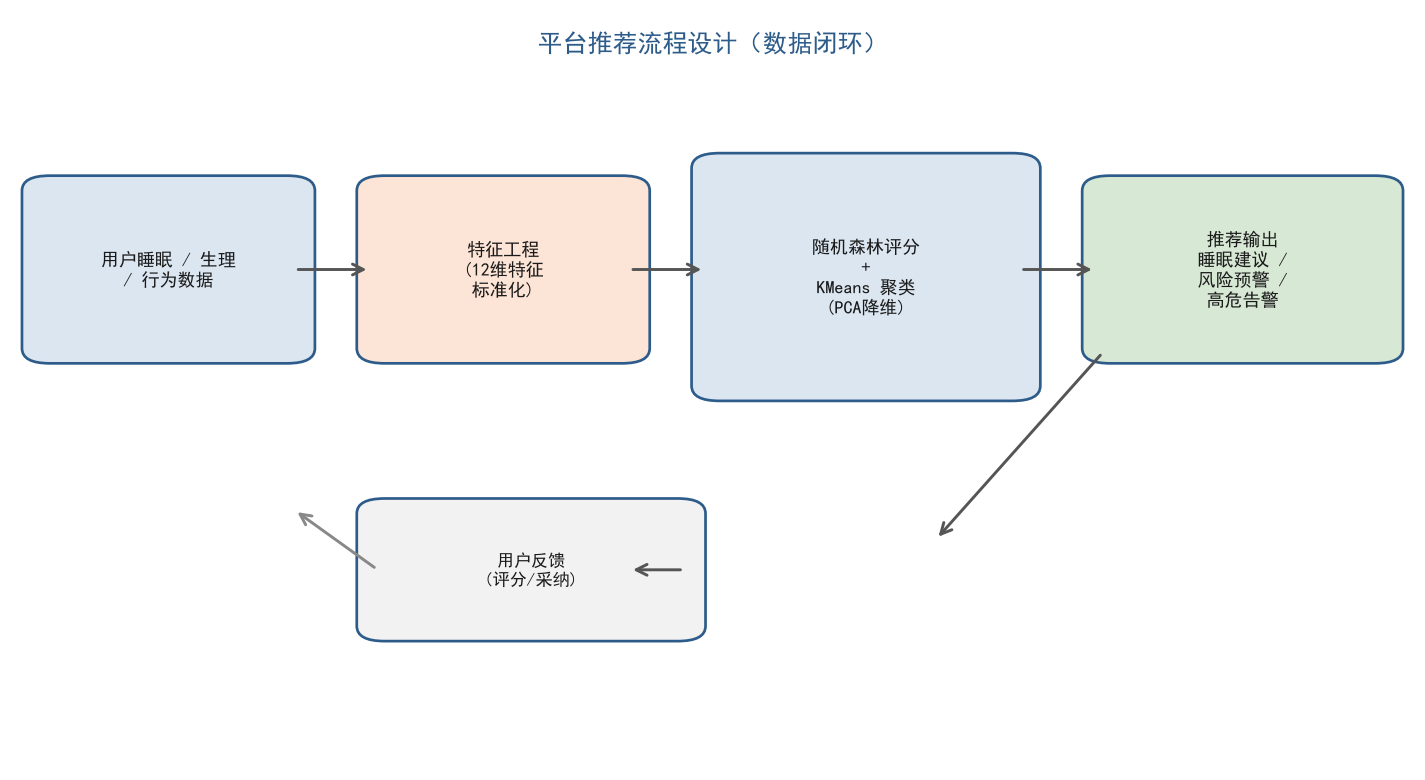 平台推荐流程设计（数据闭环）
用户睡眠 / 生理
/ 行为数据
特征工程
(12维特征
标准化)
随机森林评分
+
KMeans 聚类
(PCA降维)
推荐输出
睡眠建议 /
风险预警 /
高危告警
用户反馈
(评分/采纳)